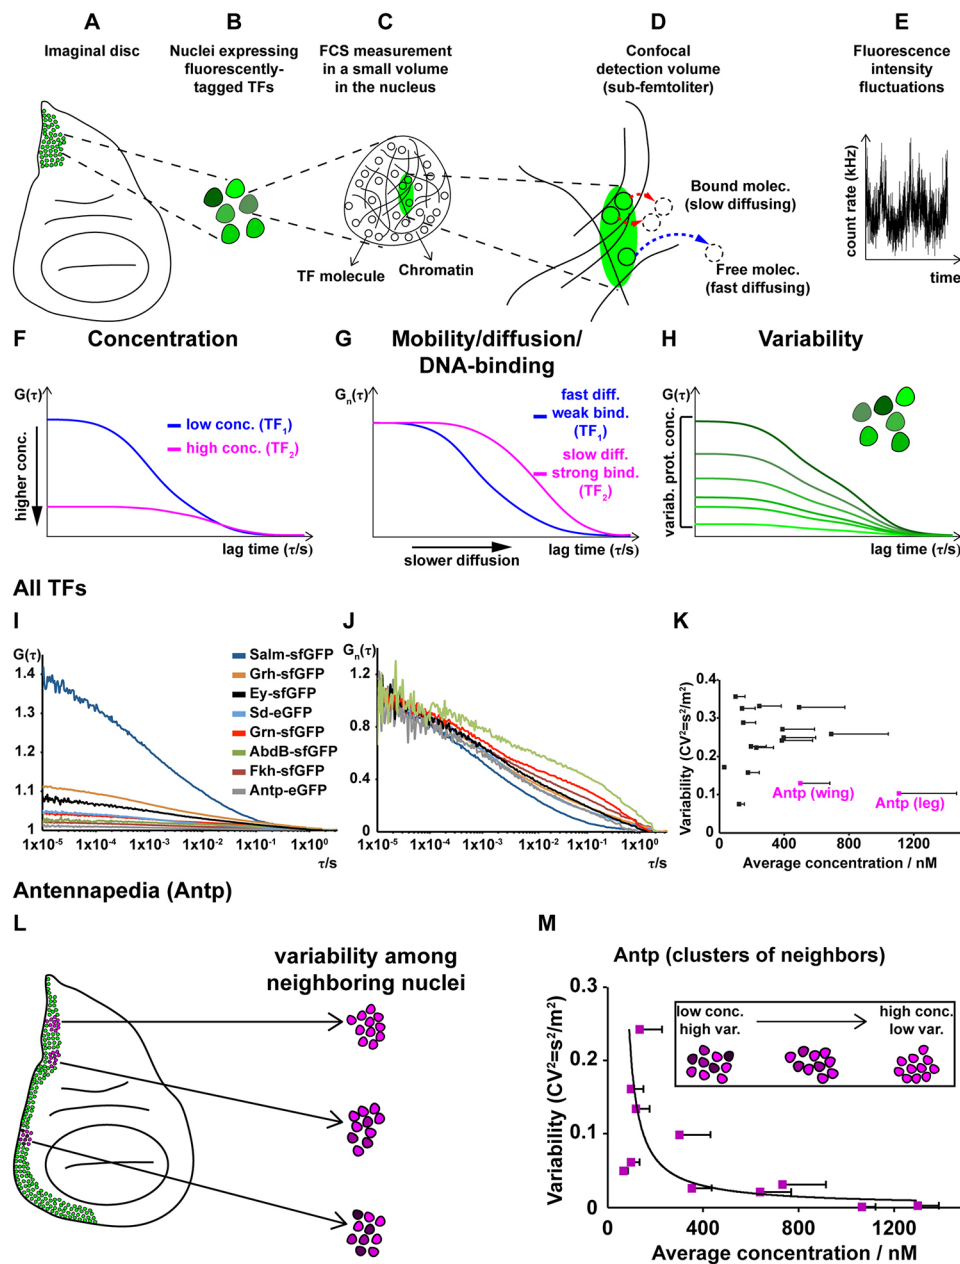 A
B
C
D
E
Imaginal disc
Nuclei expressing
fluorescently-
tagged TFs
FCS measurement
in a small volume
in the nucleus
Confocal
detection volume
(sub-femtoliter)
Fluorescence
intensity
fluctuations
TF molecule
Chromatin
Bound molec.
(slow diffusing)
Free molec.
(fast diffusing)
count rate (kHz)
time
F
Concentration
G(τ)
low conc. (TF1)
high conc. (TF2)
higher conc.
lag time (τ/s)
G
Mobility/diffusion/
DNA-binding
Gn(τ)
fast diff.
weak bind.
(TF1)
slow diff.
strong bind.
(TF2)
lag time (τ/s)
slower diffusion
H
Variability
G(τ)
variab. prot. conc.
lag time (τ/s)
All TFs
I
G(τ)
1.4
1.3
1.2
1.1
1
1x10-5
1x10-4
1x10-3
1x10-2
1x10-1
1x100
τ/s
Salm-sfGFP
Grh-sfGFP
Ey-sfGFP
Sd-eGFP
Grn-sfGFP
AbdB-sfGFP
Fkh-sfGFP
Antp-eGFP
J
Gn(τ)
1.2
0.8
0.4
0
1x10-5
1x10-4
1x10-3
1x10-2
1x10-1
1x100
τ/s
K
Variability (CV2=s2/m2)
0.4
0.3
0.2
0.1
0
0
400
800
1200
Antp (wing)
Antp (leg)
Average concentration / nM
Antennapedia (Antp)
L
variability among
neighboring nuclei
M
Antp (clusters of neighbors)
Variability (CV2=s2/m2)
0.3
0.2
0.1
0
0
400
800
1200
low conc.
high var.
high conc.
low var.
Average concentration / nM